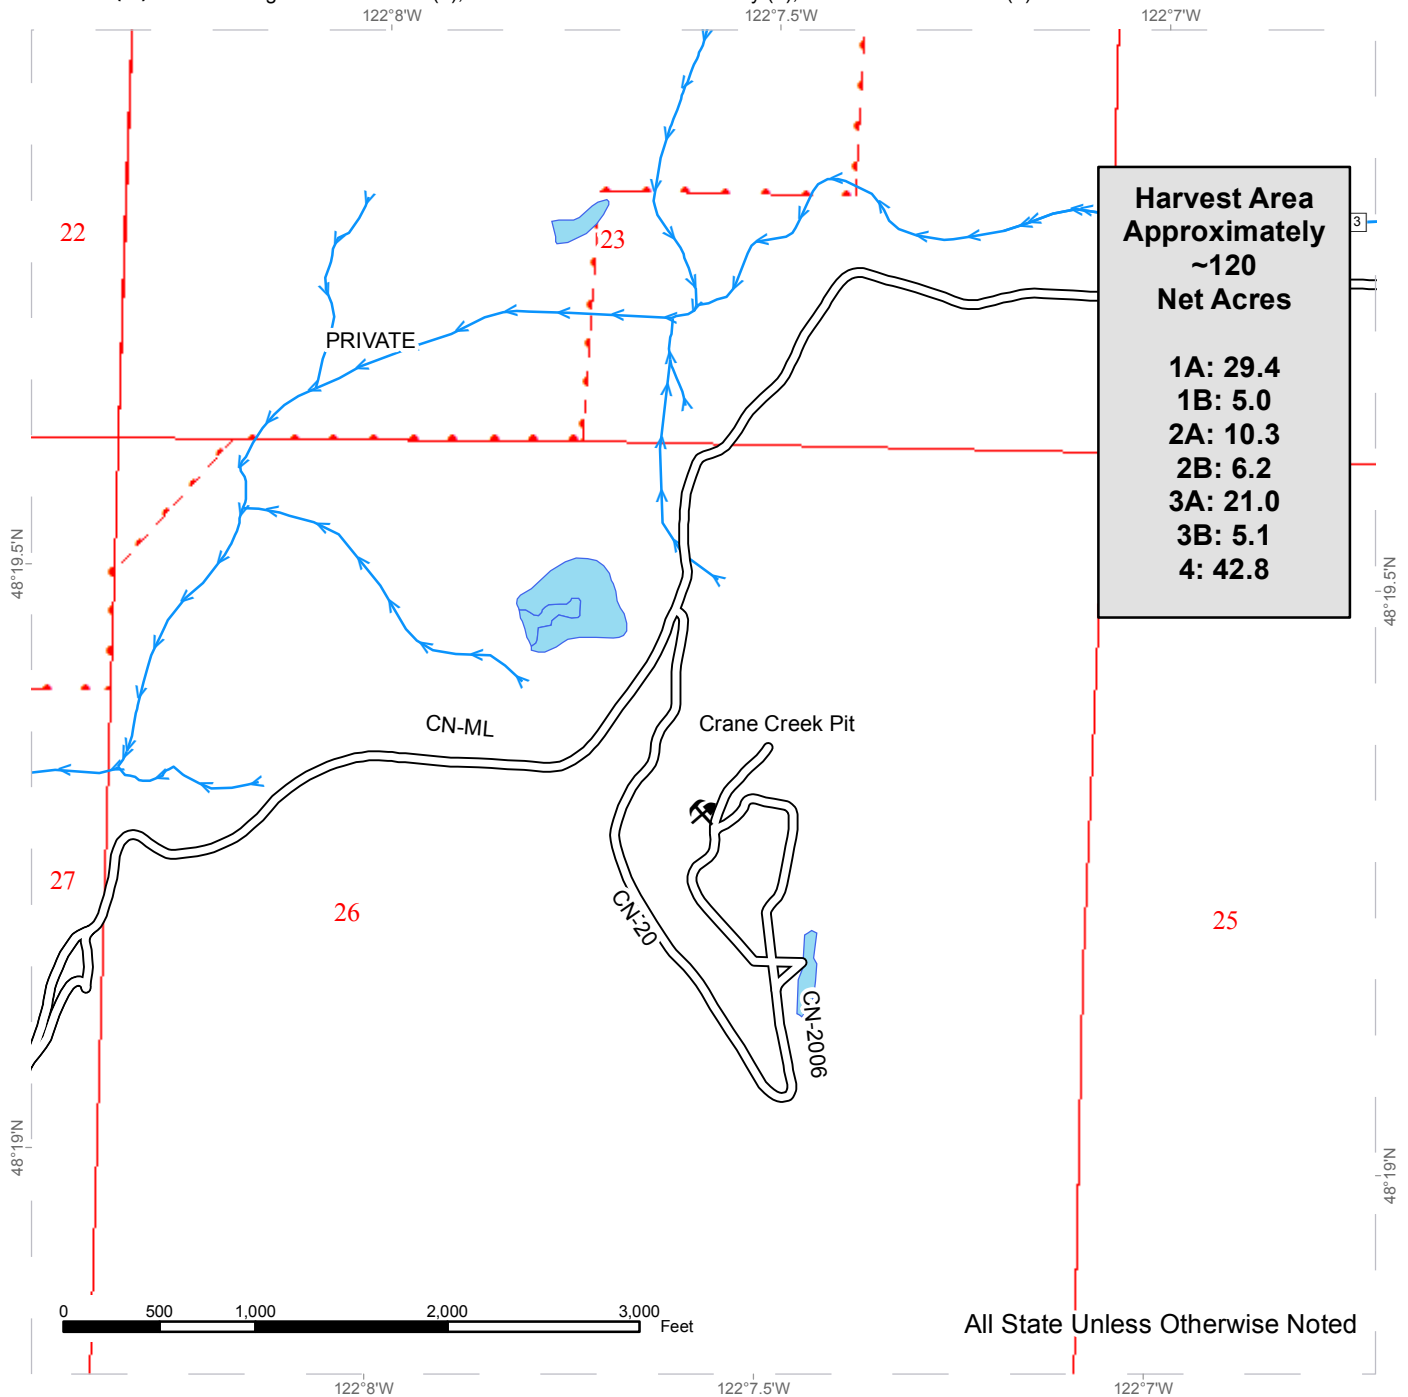 122°8'W
122°7.5'W
122°7'W
Harvest Area
Approximately
~120
Net Acres
1A: 29.4
1B: 5.0
2A: 10.3
2B: 6.2
3A: 21.0
3B: 5.1
4: 42.8
3
22
23
PRIVATE
48°19.5'N
48°19.5'N
CN-ML
Crane Creek Pit
27
26
CN-20
25
CN-2006
48°19'N
48°19'N
0 500 1,000 2,000 3,000
Feet
All State Unless Otherwise Noted
122°8'W
122°7.5'W
122°7'W